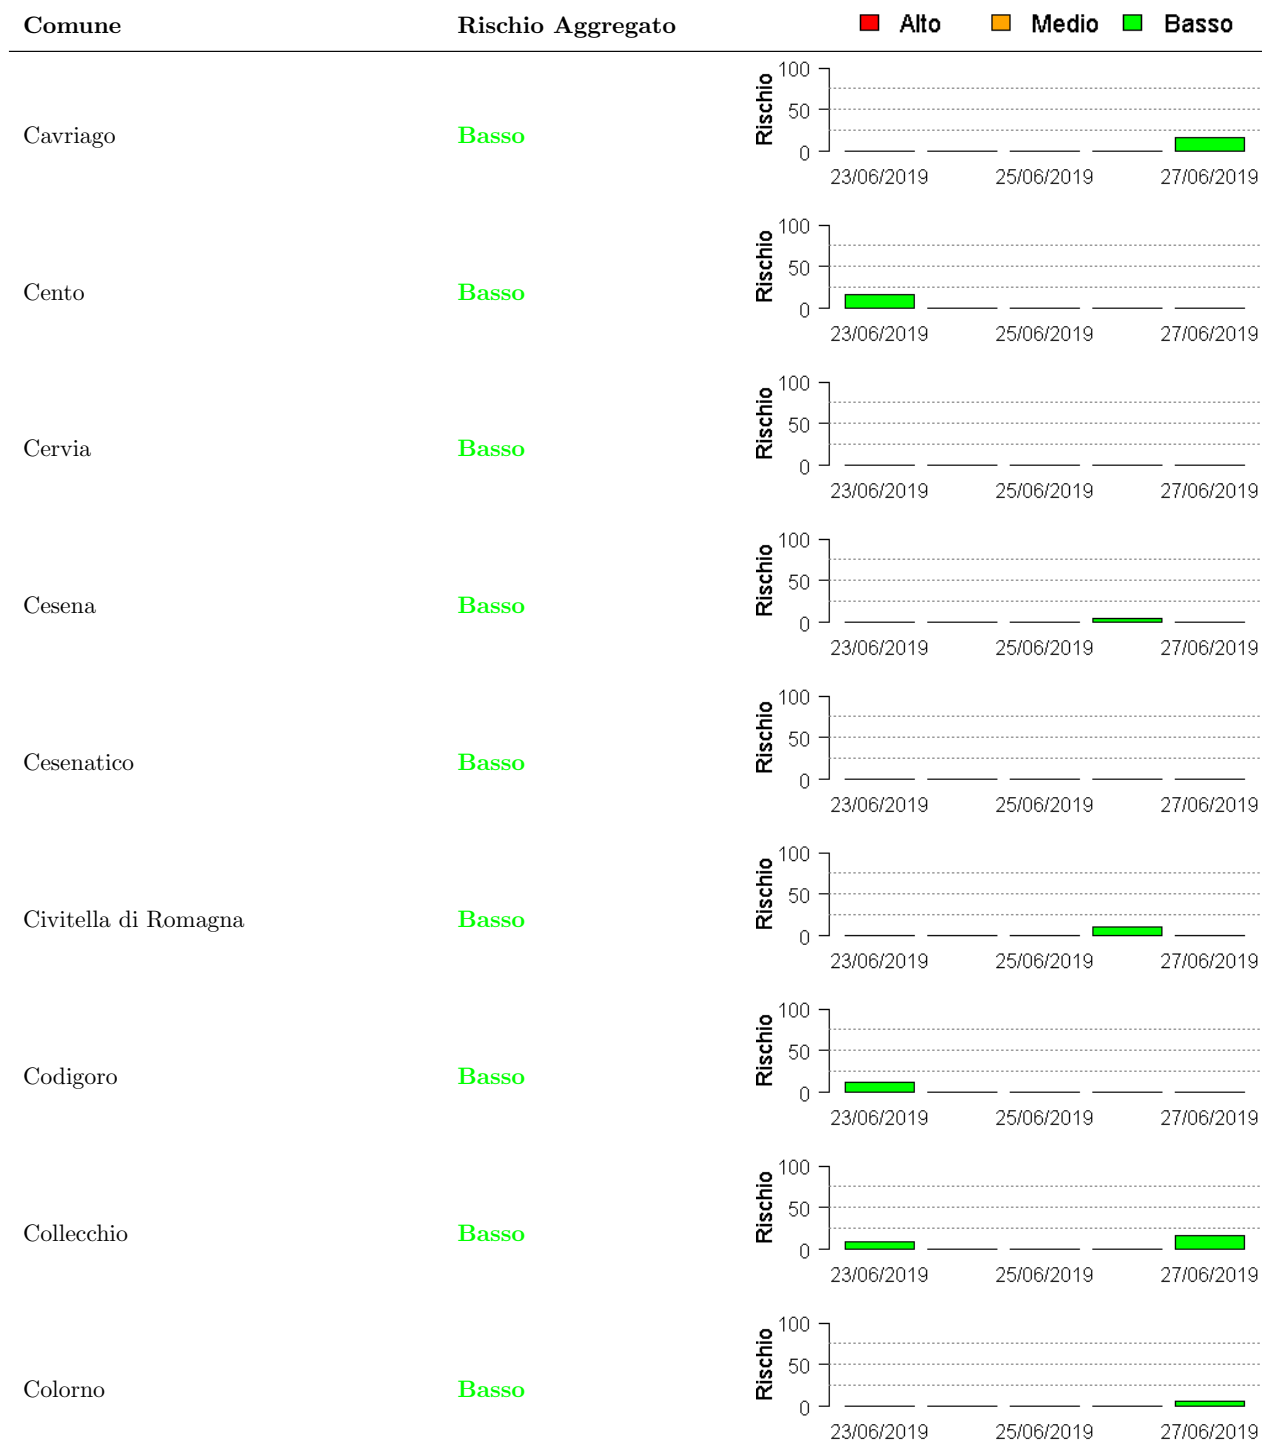 Comune Rischio Aggregato Alto Medio Basso
100
50
0
Rischio
Cavriago Basso
23/06/2019 25/06/2019 27/06/2019
100
50
0
Rischio
Cento Basso
23/06/2019 25/06/2019 27/06/2019
100
50
0
Rischio
Cervia Basso
23/06/2019 25/06/2019 27/06/2019
100
50
0
Rischio
Cesena Basso
23/06/2019 25/06/2019 27/06/2019
100
50
0
Rischio
Cesenatico Basso
23/06/2019 25/06/2019 27/06/2019
100
50
0
Rischio
Civitella di Romagna Basso
23/06/2019 25/06/2019 27/06/2019
100
50
0
Rischio
Codigoro Basso
23/06/2019 25/06/2019 27/06/2019
100
50
0
Rischio
Collecchio Basso
23/06/2019 25/06/2019 27/06/2019
100
50
0
Rischio
Colorno Basso
23/06/2019 25/06/2019 27/06/2019